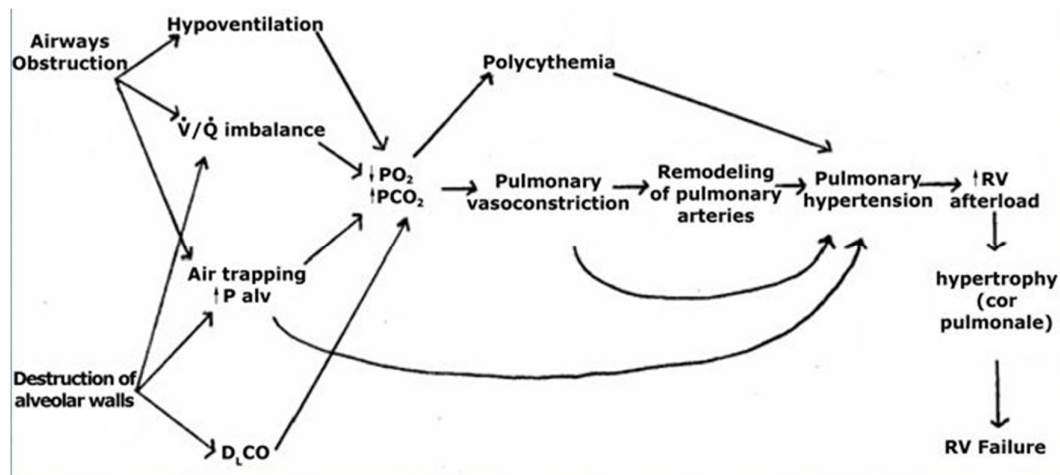 Airways
Obstruction
Hypoventilation
V̇/Q̇ imbalance
Air trapping
↑P alv
Destruction of
alveolar walls
DLCO
↓PO₂
↑PCO₂
Polycythemia
Pulmonary
vasoconstriction
Remodeling
of pulmonary
arteries
Pulmonary
hypertension
↑RV
afterload
hypertrophy
(cor
pulmonale)
RV Failure